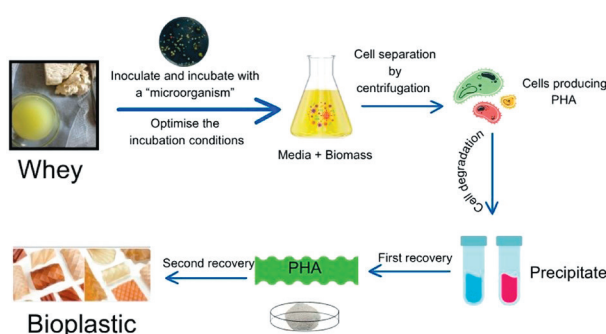 Inoculate and incubate with
a “microorganism”
Optimise the
incubation conditions
Whey
Media + Biomass
Cell separation
by
centrifugation
Cells producing
PHA
Cell degradation
Precipitate
First recovery
PHA
Second recovery
Bioplastic